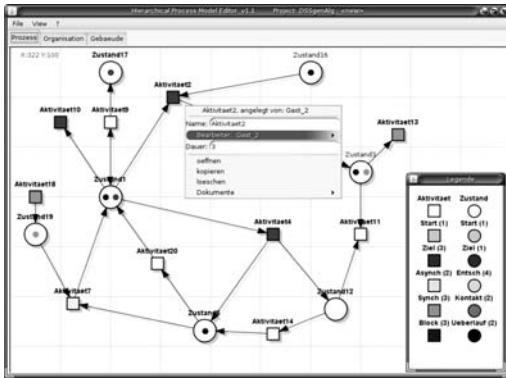 Hierarchical Process Model Editor_v1.1 Project: DSSgenAlg <new>
File View ?
Prozess Organisation Gebaeude
X:322 Y:100
Zustand17
Zustand16
Aktivitaet2
Aktivitaet10
Aktivitaet9
Aktivitaet2, angelegt von: Gast_2
Name: Aktivitaet2
Bearbeiter: Gast_2
Dauer: 3
oeffnen
kopieren
loeschen
Dokumente
Aktivitaet13
Zustand3
Aktivitaet18
Zustand1
Zustand19
Aktivitaet4
Aktivitaet11
Aktivitaet20
Aktivitaet7
Zustand12
Aktivitaet14
Legende
Aktivitaet Zustand
Start (1) Start (1)
Ziel (3) Ziel (1)
Asynch (2) Entsch (4)
Synch (3) Kontakt (2)
Block (3) Ueberlauf (2)